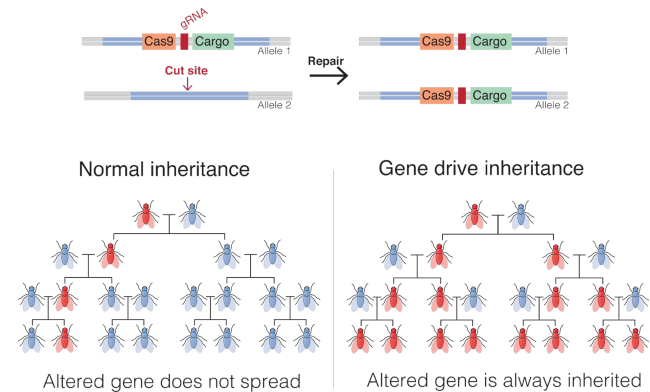 gRNA
Cas9 Cargo
Allele 1
Cut site
Allele 2
Repair
Cas9 Cargo
Allele 1
Cas9 Cargo
Allele 2
Normal inheritance
Altered gene does not spread
Gene drive inheritance
Altered gene is always inherited